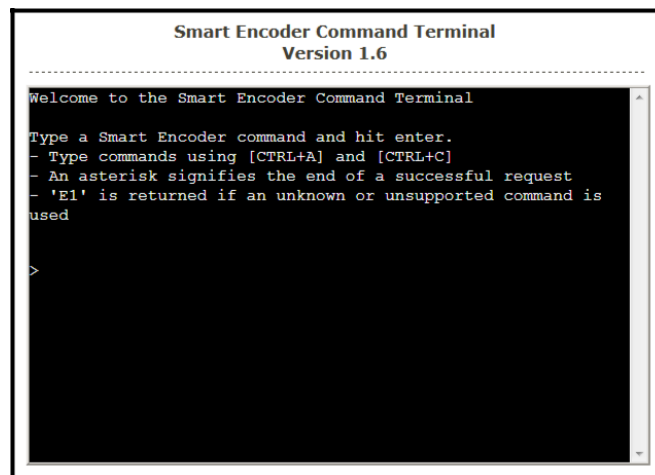 Smart Encoder Command Terminal
Version 1.6
Welcome to the Smart Encoder Command Terminal
Type a Smart Encoder command and hit enter.
- Type commands using [CTRL+A] and [CTRL+C]
- An asterisk signifies the end of a successful request
- 'E1' is returned if an unknown or unsupported command is
used
>